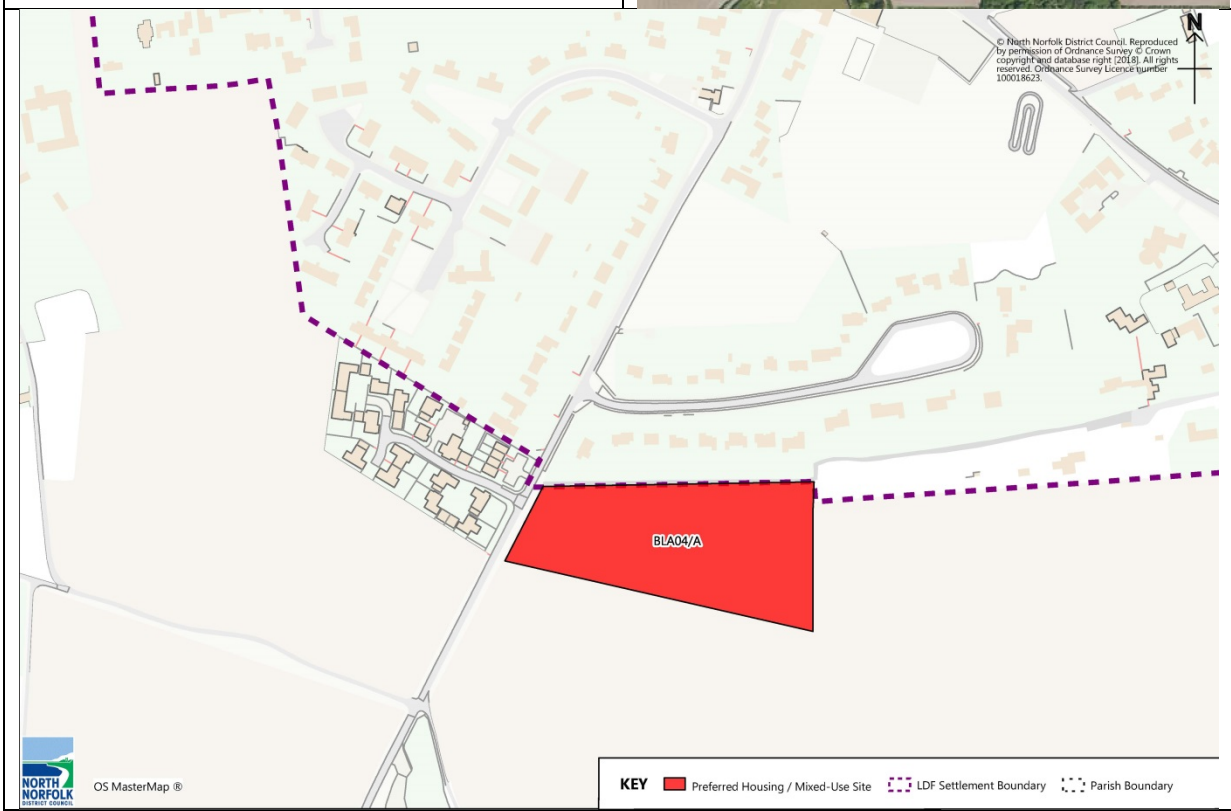 N
© North Norfolk District Council. Reproduced
by permission of Ordnance Survey © Crown
copyright and database right [2018]. All rights
reserved. Ordnance Survey Licence number
100018623.
BLA04/A
NORTH
NORFOLK
DISTRICT COUNCIL
OS MasterMap ®
KEY Preferred Housing / Mixed-Use Site LDF Settlement Boundary Parish Boundary